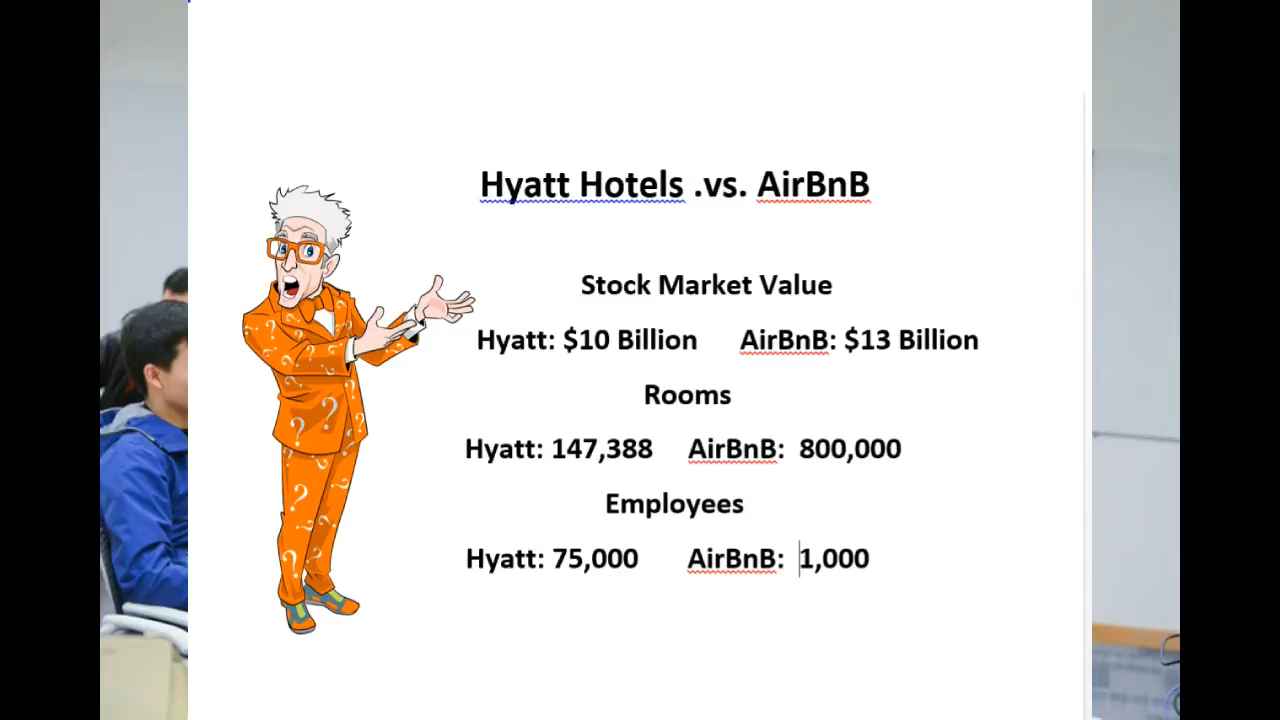 Hyatt Hotels .vs. AirBnB
Stock Market Value
Hyatt: $10 Billion AirBnB: $13 Billion
Rooms
Hyatt: 147,388 AirBnB: 800,000
Employees
Hyatt: 75,000 AirBnB: 1,000